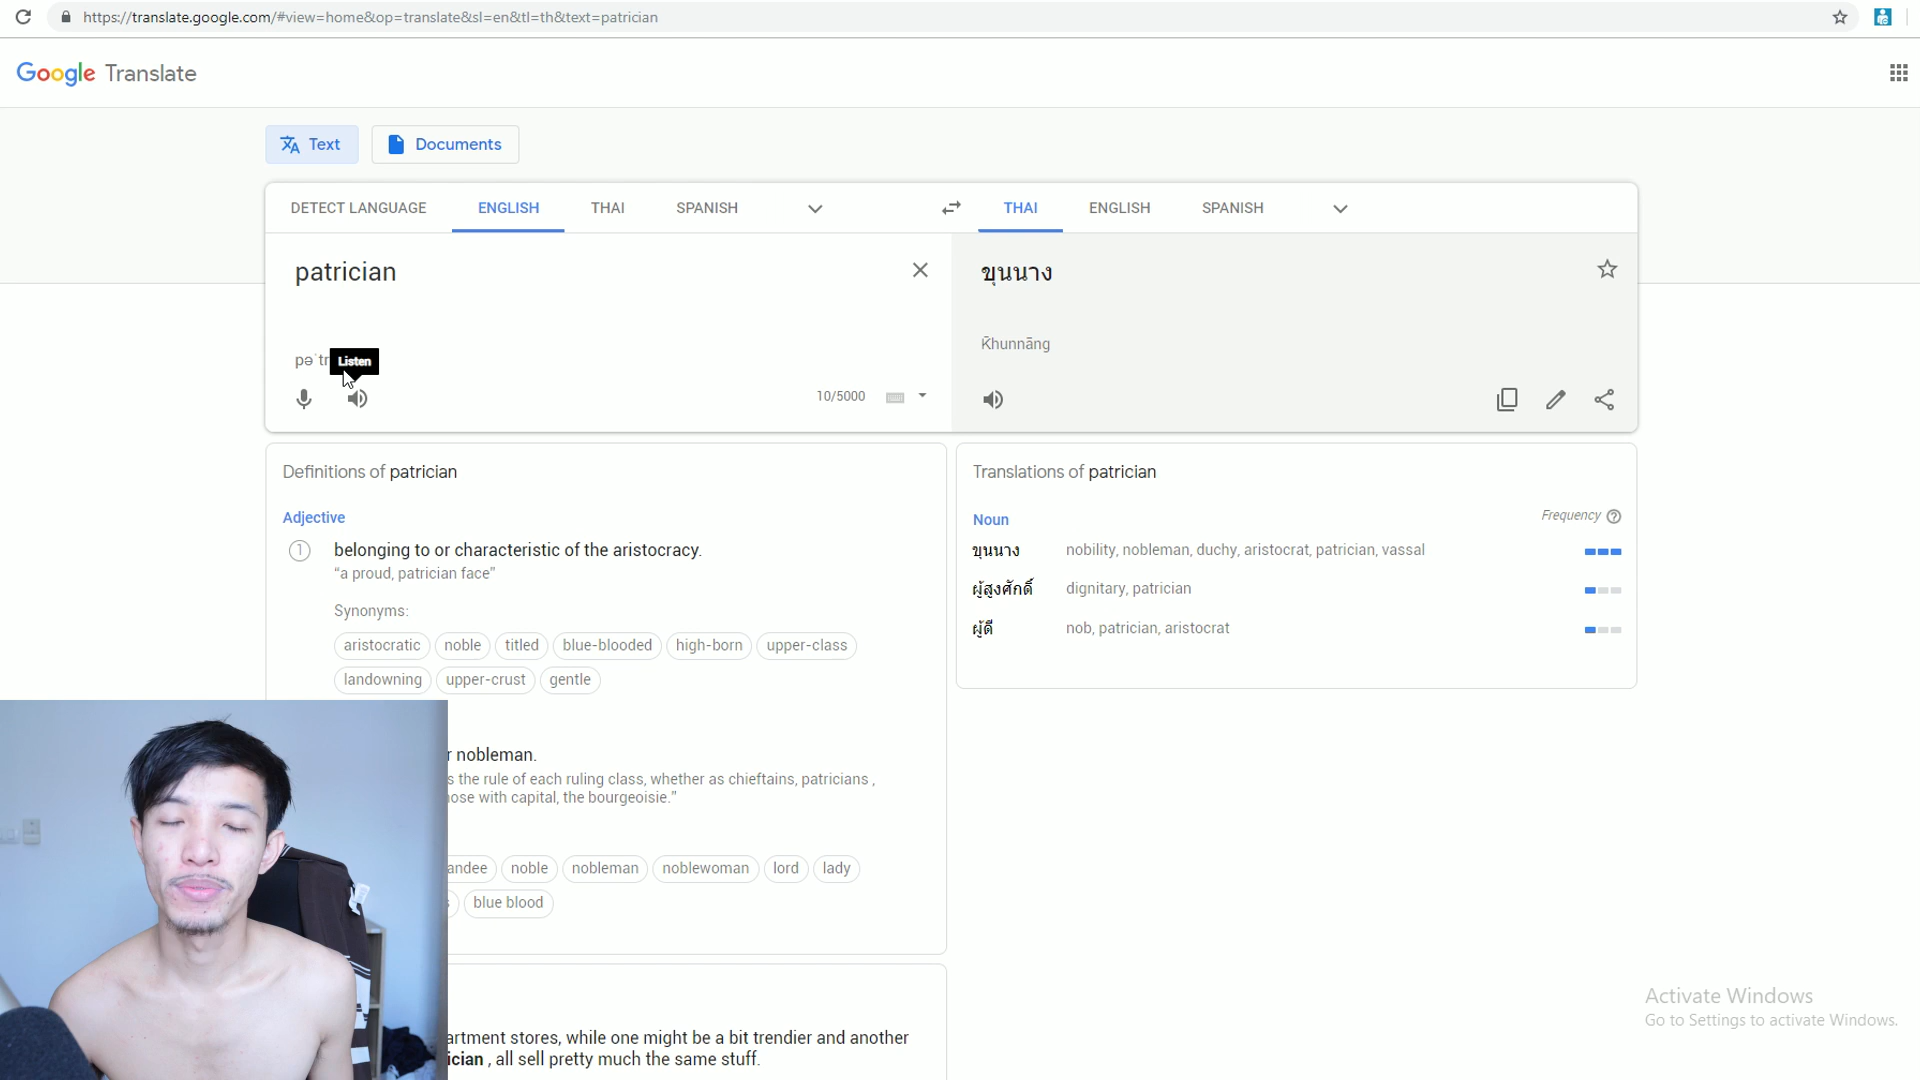 https://translate.google.com/#view=home&op=translate&sl=en&tl=th&text=patrician
Google Translate
Text
Documents
DETECT LANGUAGE
ENGLISH
THAI
SPANISH
THAI
ENGLISH
SPANISH
patrician
ขุนนาง
K̄hunnāng
pəˈtr
Listen
10/5000
Definitions of patrician
Adjective
1
belonging to or characteristic of the aristocracy.
“a proud, patrician face”
Synonyms:
aristocratic
noble
titled
blue-blooded
high-born
upper-class
landowning
upper-crust
gentle
nobleman.
s the rule of each ruling class, whether as chieftains, patricians ,
hose with capital, the bourgeoisie.”
andee
noble
nobleman
noblewoman
lord
lady
blue blood
artment stores, while one might be a bit trendier and another
ician , all sell pretty much the same stuff.
Translations of patrician
Noun
Frequency
ขุนนาง
nobility, nobleman, duchy, aristocrat, patrician, vassal
ผู้สูงศักดิ์
dignitary, patrician
ผู้ดี
nob, patrician, aristocrat
Activate Windows
Go to Settings to activate Windows.